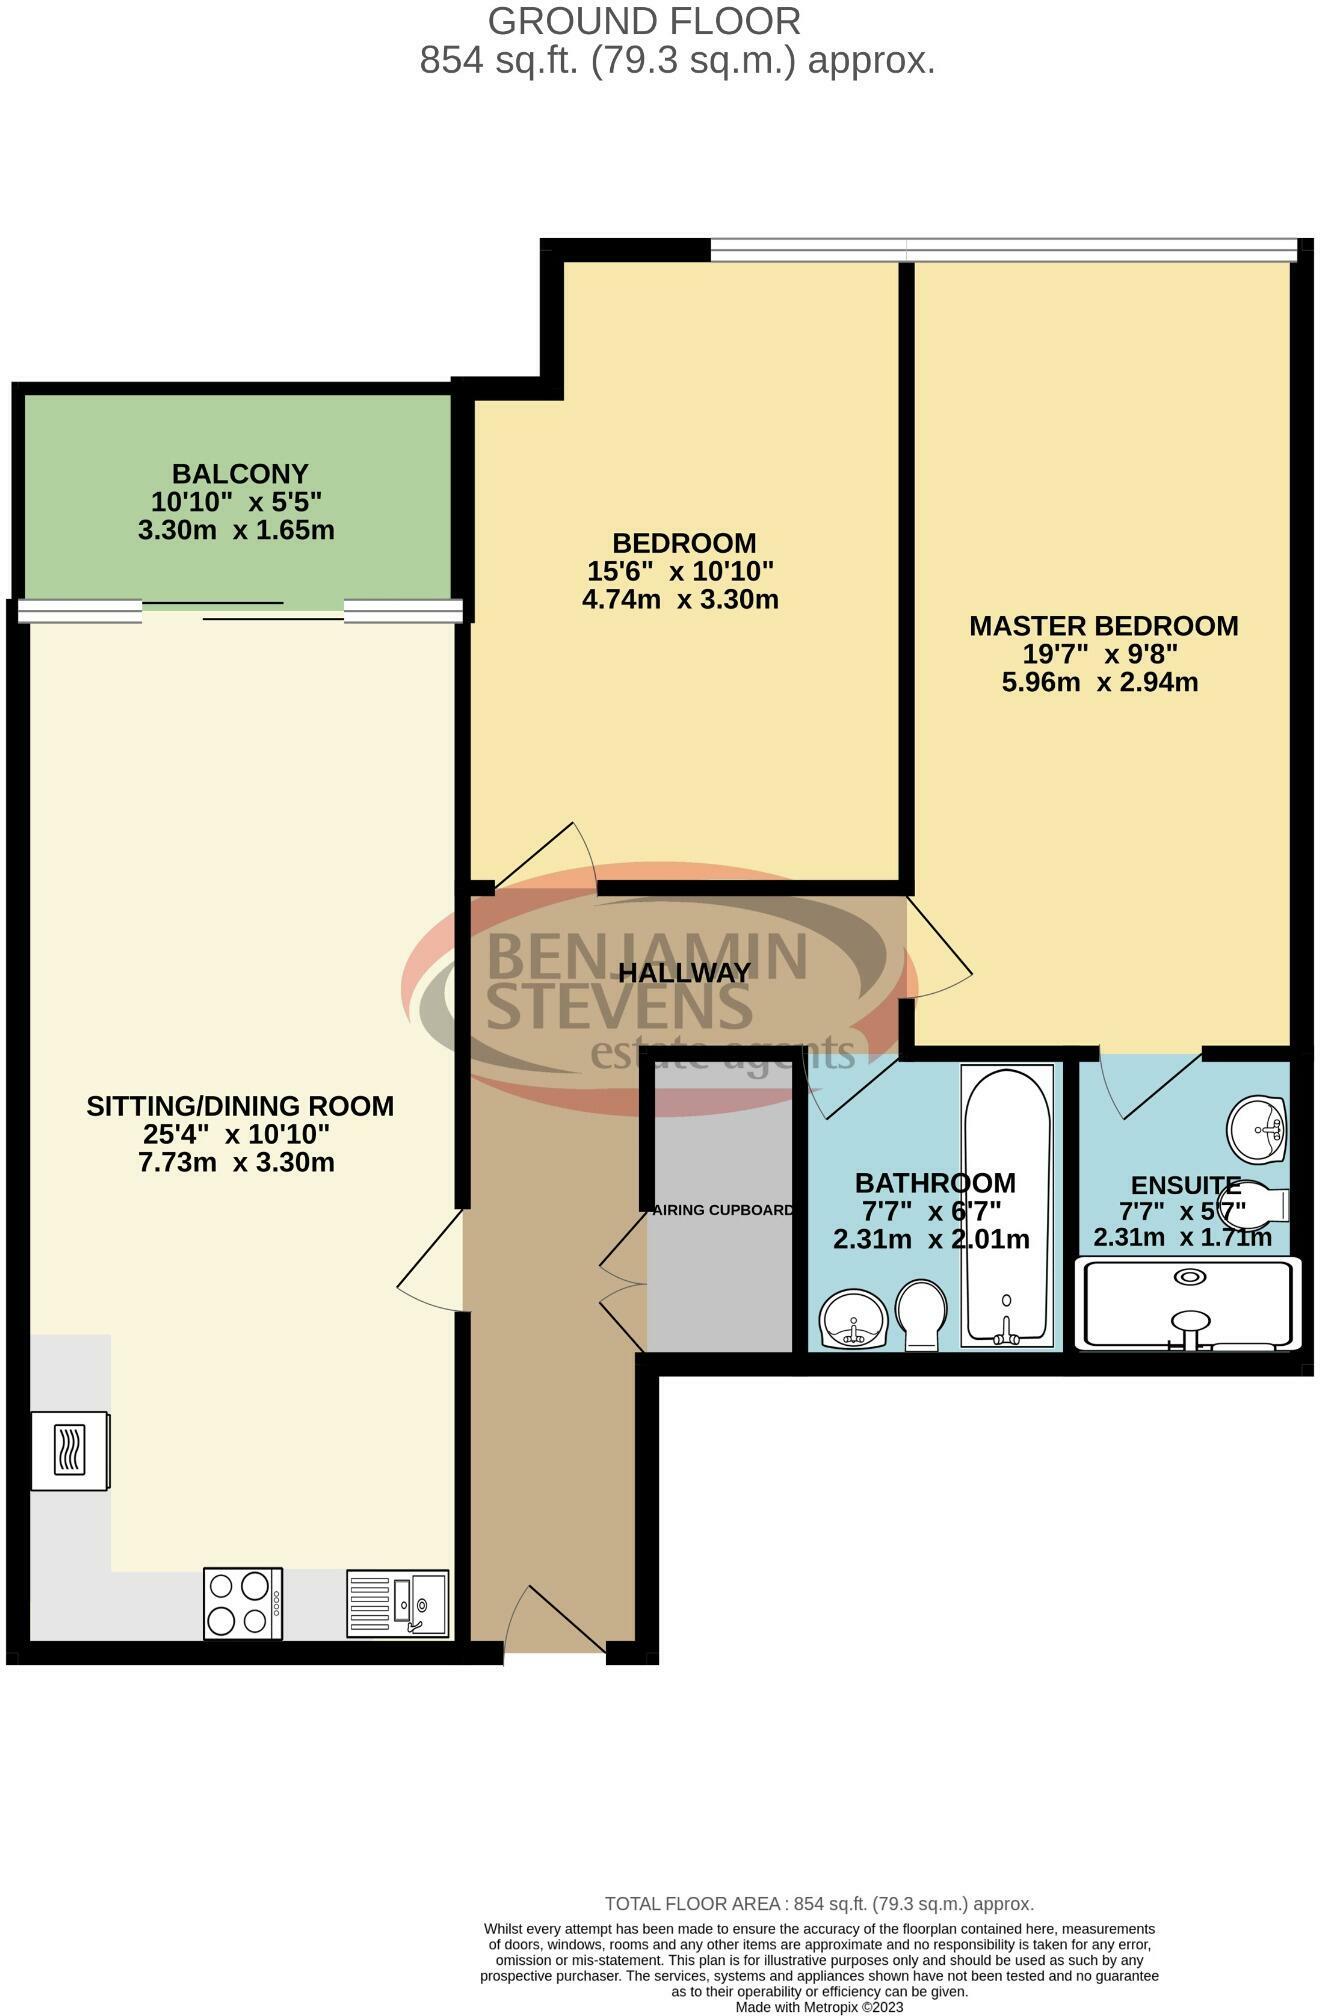 GROUND FLOOR
854 sq.ft. (79.3 sq.m.) approx.
BALCONY
10'10" x 5'5"
3.30m x 1.65m
BEDROOM
15'6" x 10'10"
4.74m x 3.30m
MASTER BEDROOM
19'7" x 9'8"
5.96m x 2.94m
BENJAMIN
HALLWAY
STEVENS
estate agents
SITTING/DINING ROOM
25'4" x 10'10"
7.73m x 3.30m
AIRING CUPBOARD
BATHROOM
7'7" x 6'7"
2.31m x 2.01m
ENSUITE
7'7" x 5'7"
2.31m x 1.71m
TOTAL FLOOR AREA : 854 sq.ft. (79.3 sq.m.) approx.
Whilst every attempt has been made to ensure the accuracy of the floorplan contained here, measurements
of doors, windows, rooms and any other items are approximate and no responsibility is taken for any error,
omission or mis-statement. This plan is for illustrative purposes only and should be used as such by any
prospective purchaser. The services, systems and appliances shown have not been tested and no guarantee
as to their operability or efficiency can be given.
Made with Metropix ©2023